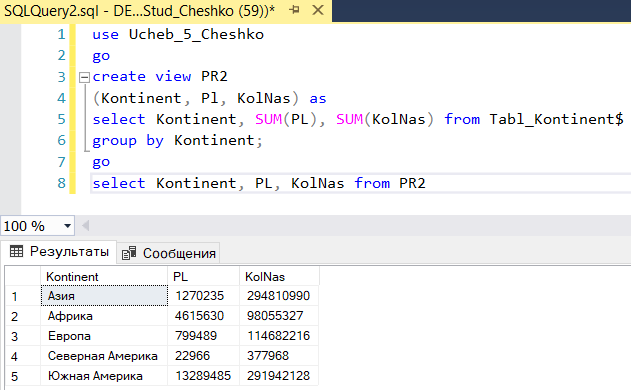 SQLQuery2.sql - DE...Stud_Cheshko (59))*
1 use Ucheb_5_Cheshko
2 go
3 create view PR2
4 (Kontinent, Pl, KolNas) as
5 select Kontinent, SUM(PL), SUM(KolNas) from Tabl_Kontinent$
6 group by Kontinent;
7 go
8 select Kontinent, PL, KolNas from PR2
100 %
Результаты Сообщения
Kontinent PL KolNas
1 Азия 1270235 294810990
2 Африка 4615630 98055327
3 Европа 799489 114682216
4 Северная Америка 22966 377968
5 Южная Америка 13289485 291942128